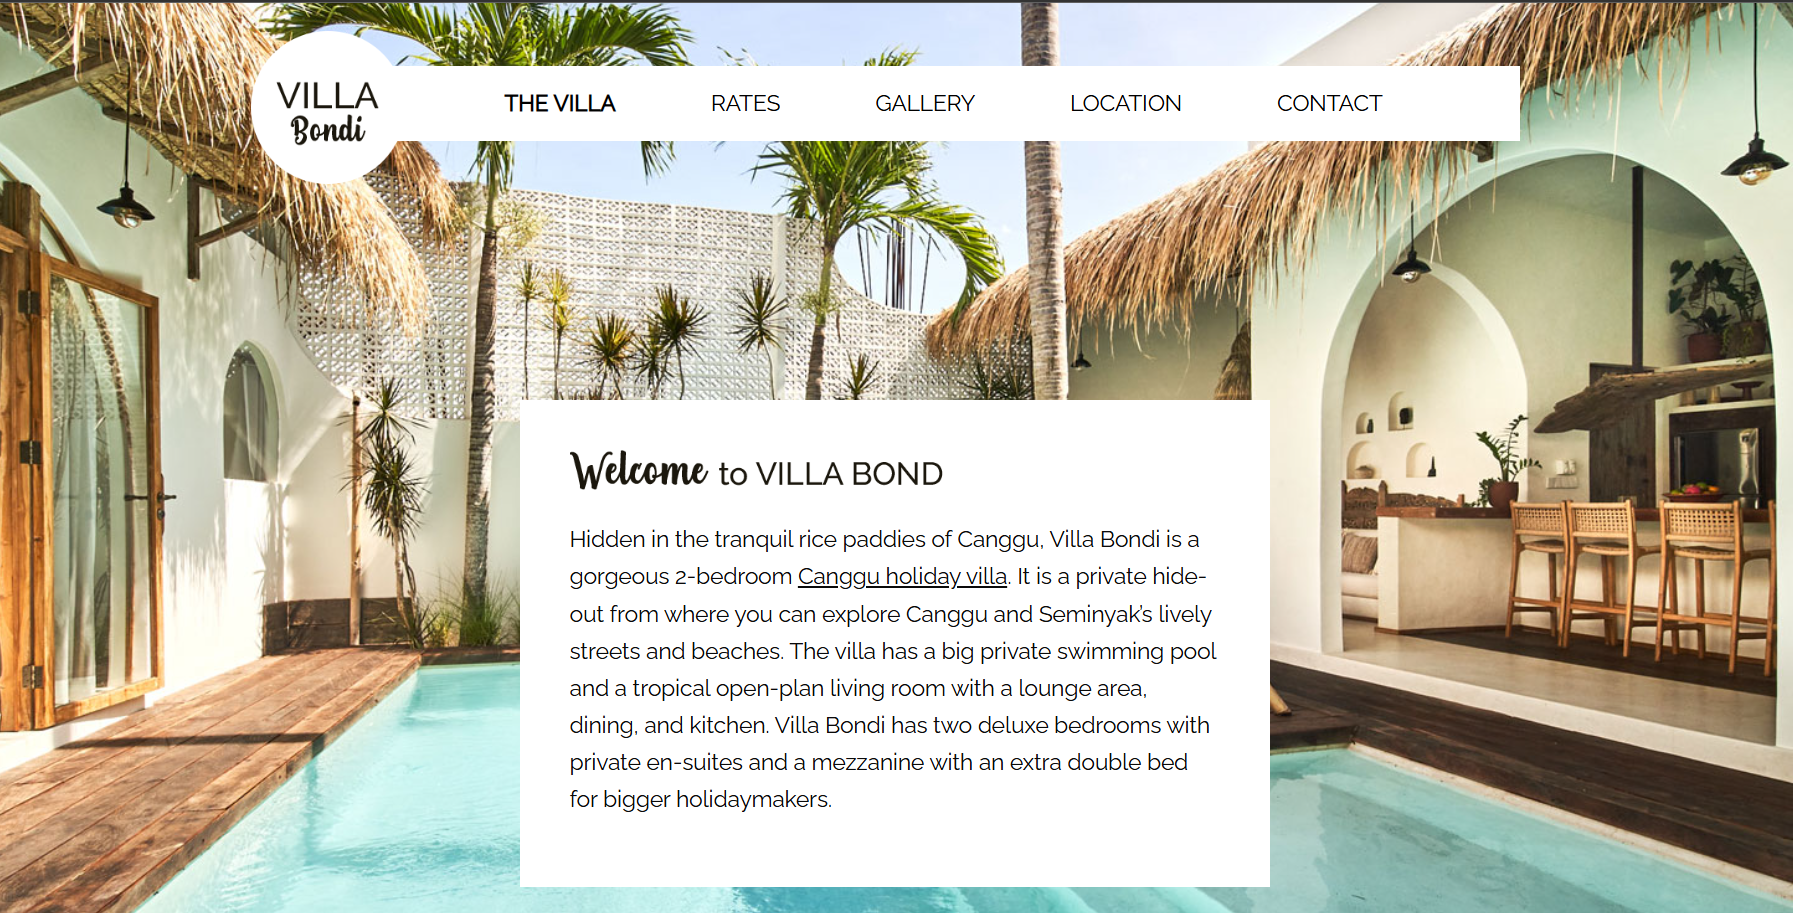 VILLA
Bondi
THE VILLA
RATES
GALLERY
LOCATION
CONTACT
Welcome to VILLA BOND
Hidden in the tranquil rice paddies of Canggu, Villa Bondi is a
gorgeous 2-bedroom Canggu holiday villa. It is a private hide-
out from where you can explore Canggu and Seminyak’s lively
streets and beaches. The villa has a big private swimming pool
and a tropical open-plan living room with a lounge area,
dining, and kitchen. Villa Bondi has two deluxe bedrooms with
private en-suites and a mezzanine with an extra double bed
for bigger holidaymakers.